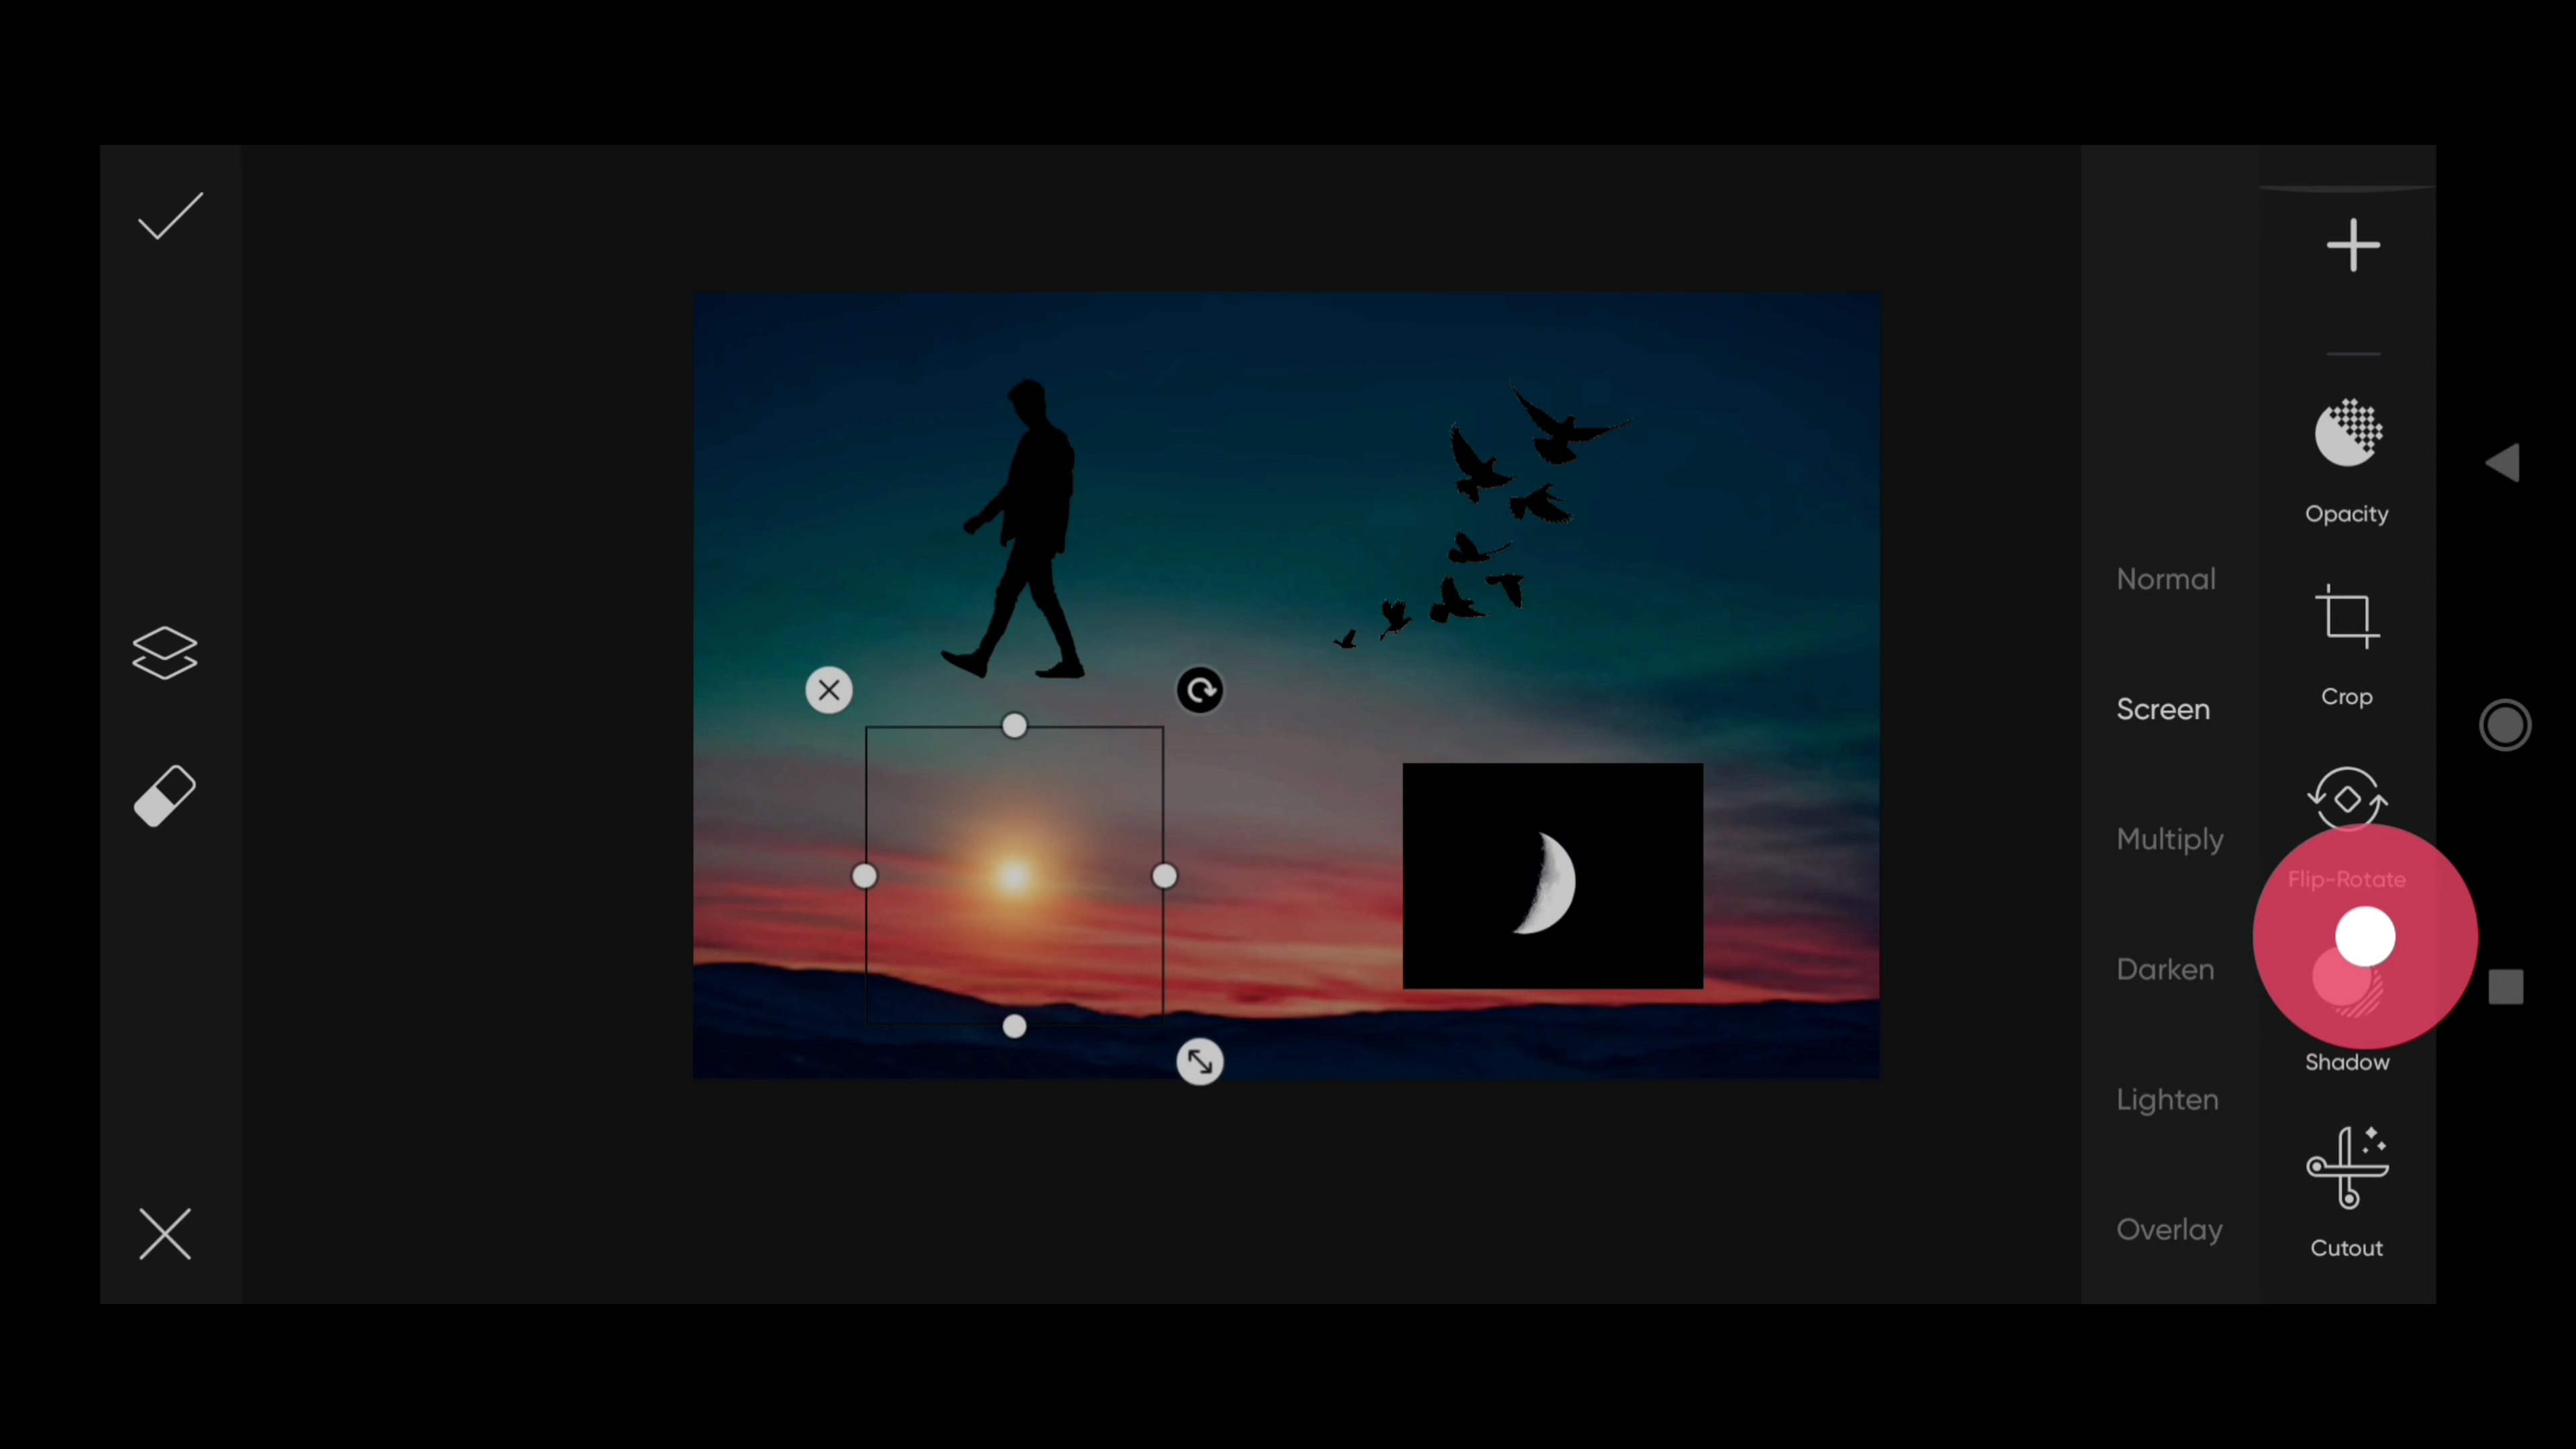 Normal
Screen
Multiply
Darken
Lighten
Overlay
Opacity
Crop
Flip-Rotate
Shadow
Cutout